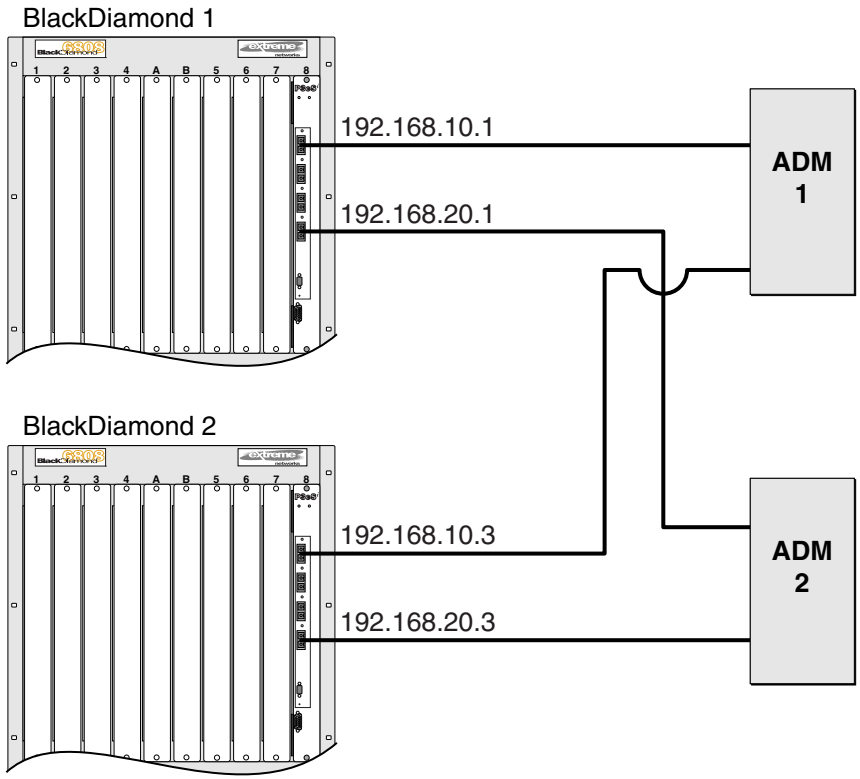 BlackDiamond 1
BlackDiamond 6808
extreme networks
1 2 3 4 A B 5 6 7 8
192.168.10.1
ADM
1
192.168.20.1
BlackDiamond 2
BlackDiamond 6808
extreme networks
1 2 3 4 A B 5 6 7 8
192.168.10.3
ADM
2
192.168.20.3